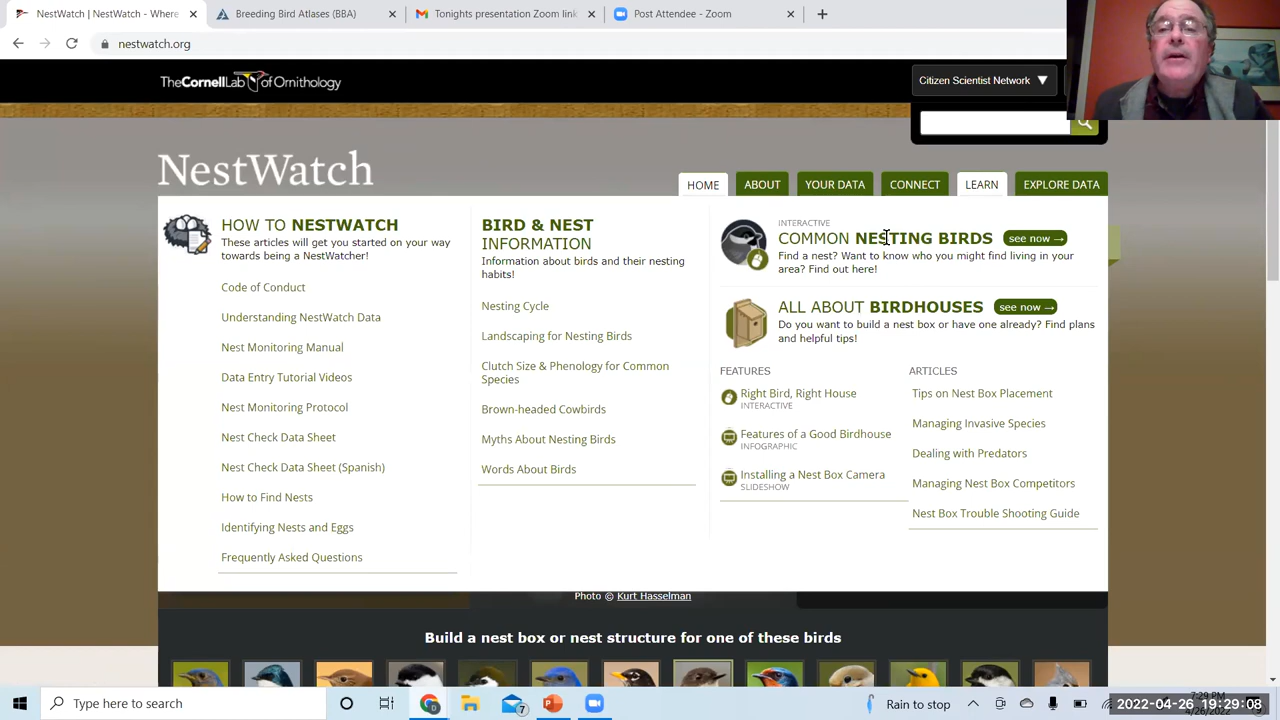 NestWatch | NestWatch - Where
Breeding Bird Atlases (BBA)
Tonights presentation Zoom link
Post Attendee - Zoom
nestwatch.org
TheCornellLab of Ornithology
Citizen Scientist Network ▼
NestWatch
HOME
ABOUT
YOUR DATA
CONNECT
LEARN
EXPLORE DATA
HOW TO NESTWATCH
These articles will get you started on your way
towards being a NestWatcher!
Code of Conduct
Understanding NestWatch Data
Nest Monitoring Manual
Data Entry Tutorial Videos
Nest Monitoring Protocol
Nest Check Data Sheet
Nest Check Data Sheet (Spanish)
How to Find Nests
Identifying Nests and Eggs
Frequently Asked Questions
BIRD & NEST
INFORMATION
Information about birds and their nesting
habits!
Nesting Cycle
Landscaping for Nesting Birds
Clutch Size & Phenology for Common
Species
Brown-headed Cowbirds
Myths About Nesting Birds
Words About Birds
INTERACTIVE
COMMON NESTING BIRDS see now →
Find a nest? Want to know who you might find living in your
area? Find out here!
ALL ABOUT BIRDHOUSES see now →
Do you want to build a nest box or have one already? Find plans
and helpful tips!
FEATURES
Right Bird, Right House
INTERACTIVE
Features of a Good Birdhouse
INFOGRAPHIC
Installing a Nest Box Camera
SLIDESHOW
ARTICLES
Tips on Nest Box Placement
Managing Invasive Species
Dealing with Predators
Managing Nest Box Competitors
Nest Box Trouble Shooting Guide
Photo © Kurt Hasselman
Build a nest box or nest structure for one of these birds
Type here to search
7
Rain to stop
7:29 PM
4/26/2022
2022-04-26 19:29:08